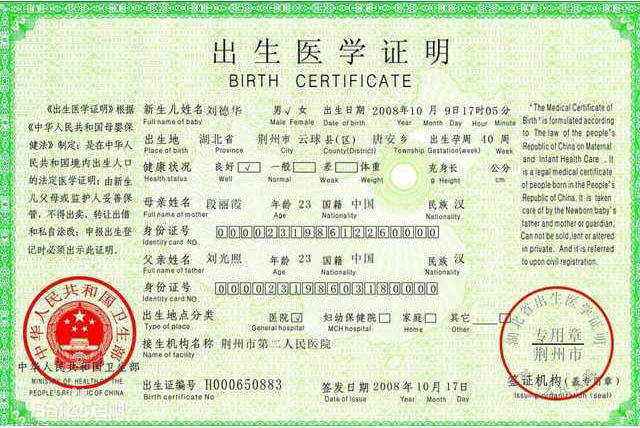 出生医学证明
BIRTH CERTIFICATE
《出生医学证明》根据
《中华人民共和国母婴保
健法》制定；是在中华人
民共和国境内出生人口
的法定医学证明；由新生
儿父母或监护人妥善保
管，不得出卖、转让出借
和私自涂改；申报出生登
记时必须出示此证明。
新生儿姓名 刘德华 男√女 出生日期 2008年10月9日17时05分
Full name of baby Male Female Date of birth Year Month Day Hour Minute
出生地 湖北省 荆州市 云球县(区) 唐安乡 出生孕周 40 周
Place of birth Province City County(District) Township Gestation(week) Week
健康状况 良好√ 一般 差 体重 克身长 公分
Health status Well Normal Weak Weight g Height cm
母亲姓名 段丽霞 年龄 23 国籍 中国 民族 汉
Full name of mother Age Nationality Nationality
身份证号 000023198612260000
Identity card NO.
父亲姓名 刘光照 年龄 23 国籍 中国 民族 汉
Full name of father Age Nationality Nationality
身份证号 000023198603180000
Identity card NO.
出生地点分类 医院√ 妇幼保健院 家庭 其它
Type of place General hospital MCH hospital Home Other
接生机构名称 荆州市第二人民医院
Name of facility
出生证编号 H000650883 签发日期 2008年10月17日
Birth certificate No Date of issue Year Month Day
"The Medical Certificate of
Birth" is formulated according
to The law of the people's
Republic of China on Maternal
and Infant Health Care . It
is a legal medical certificate
of people born in the People's
Republic of China. It is taken
care of by the Newborn baby's
father and mother or guardian,
Can not be sold,lent or altered
in private. And it is referred
to upon civil registration.
中华人民共和国卫生部
中华人民共和国卫生部
MINISTRY OF HEALTH OF THE
PEOPLE'S REPUBLIC OF CHINA
湖北省出生医学证明
专用章
荆州市
签证机构(盖专用章)
Issuing organization (seal)